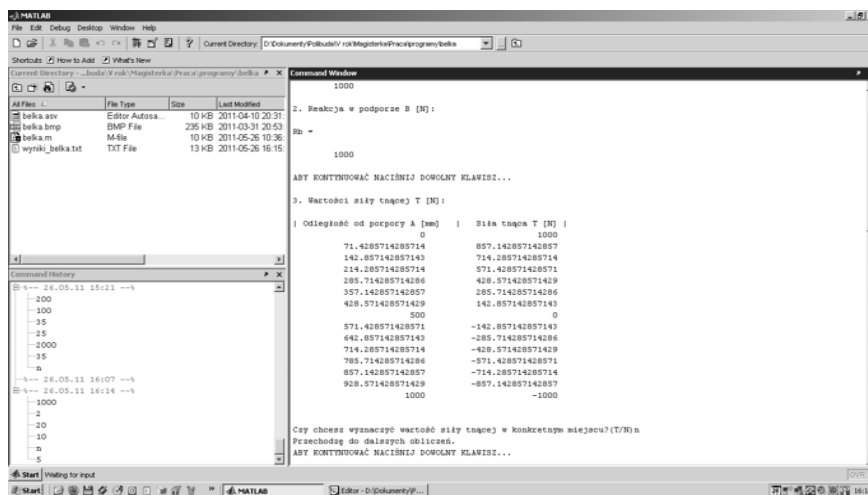 MATLAB
File Edit Debug Desktop Window Help
Current Directory: D:\Dokumenty\Polibuda\V rok\Magisterka\Praca\programy\belka
Shortcuts How to Add What's New
Current Directory - ...buda\V rok\Magisterka\Praca\programy\belka
All Files File Type Size Last Modified
belka.asv Editor Autosa... 10 KB 2011-04-10 20:31:
belka.bmp BMP File 235 KB 2011-03-31 20:53:
belka.m M-file 10 KB 2011-05-26 10:36:
wyniki_belka.txt TXT File 13 KB 2011-05-26 16:15:
Command History
%-- 26.05.11 15:21 --%
200
100
35
25
2000
35
n
%-- 26.05.11 16:07 --%
%-- 26.05.11 16:14 --%
1000
2
20
10
n
5
Command Window
1000
2. Reakcja w podporze B [N]:
Rb =
1000
ABY KONTYNUOWAĆ NACIŚNIJ DOWOLNY KLAWISZ...
3. Wartości siły tnącej T [N]:
| Odległość od porpory A [mm] | Siła tnąca T [N] |
0 1000
71.4285714285714 857.142857142857
142.857142857143 714.285714285714
214.285714285714 571.428571428571
285.714285714286 428.571428571429
357.142857142857 285.714285714286
428.571428571429 142.857142857143
500 0
571.428571428571 -142.857142857143
642.857142857143 -285.714285714286
714.285714285714 -428.571428571429
785.714285714286 -571.428571428571
857.142857142857 -714.285714285714
928.571428571429 -857.142857142857
1000 -1000
Czy chcesz wyznaczyć wartość siły tnącej w konkretnym miejscu?(T/N)n
Przechodzę do dalszych obliczeń.
ABY KONTYNUOWAĆ NACIŚNIJ DOWOLNY KLAWISZ...
Start Waiting for input
OVR
Start MATLAB Editor - D:\Dokumenty\P...